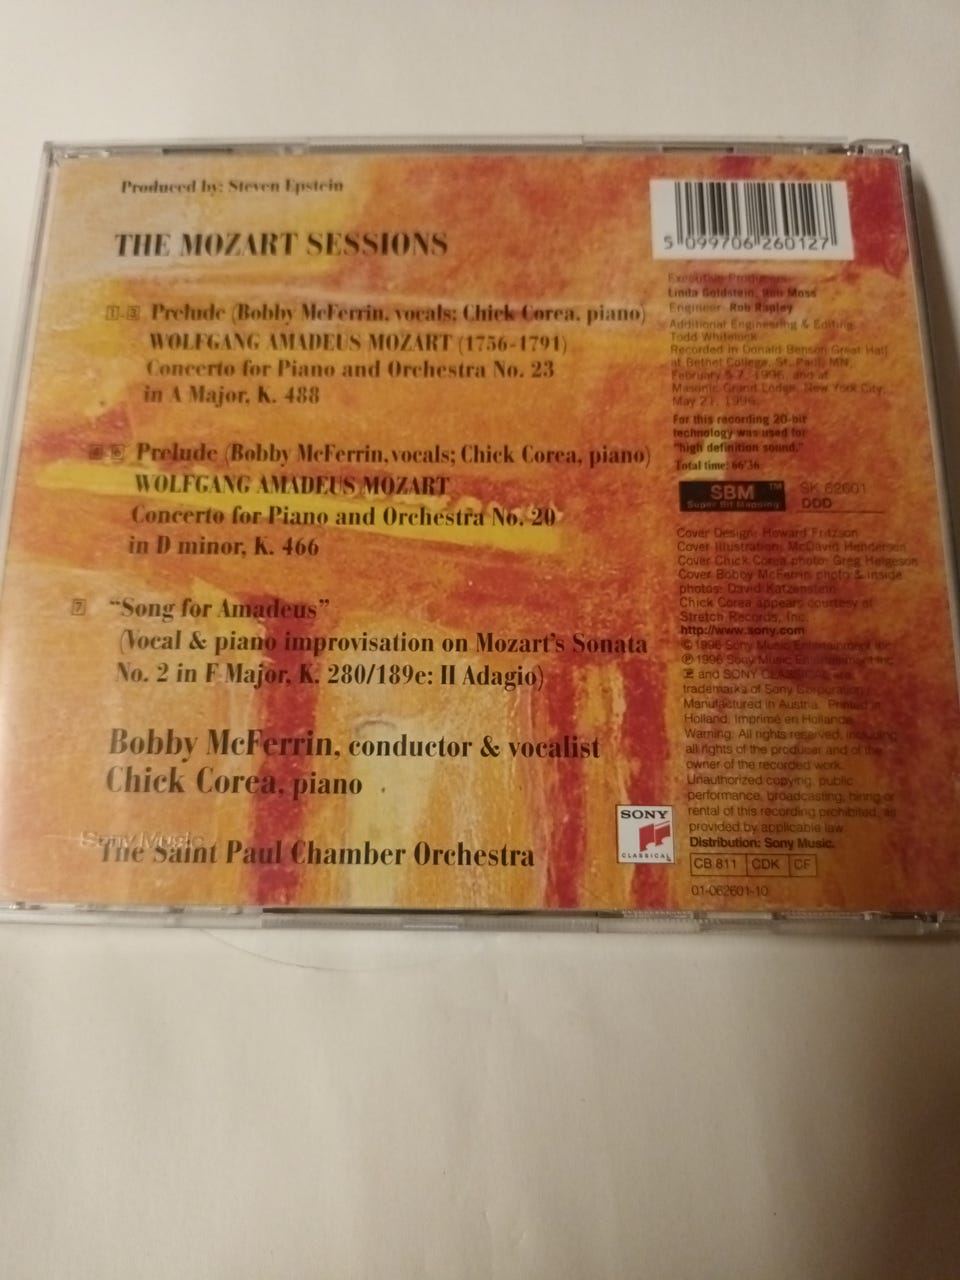 Produced by: Steven Epstein
THE MOZART SESSIONS
1-3 Prelude (Bobby McFerrin, vocals; Chick Corea, piano)
WOLFGANG AMADEUS MOZART (1756-1791)
Concerto for Piano and Orchestra No. 23
in A Major, K. 488
4-6 Prelude (Bobby McFerrin, vocals; Chick Corea, piano)
WOLFGANG AMADEUS MOZART
Concerto for Piano and Orchestra No. 20
in D minor, K. 466
7 "Song for Amadeus"
(Vocal & piano improvisation on Mozart's Sonata
No. 2 in F Major, K. 280/189e: II Adagio)
Bobby McFerrin, conductor & vocalist
Chick Corea, piano
Sony Music
The Saint Paul Chamber Orchestra
5 099706 260127
Executive Producers:
Linda Goldstein, Ron Moss
Engineer: Rob Rapley
Additional Engineering & Editing:
Todd Whitelock
Recorded in Donald Benson Great Hall
at Bethel College, St. Paul, MN,
February 5-7, 1996, and at
Masonic Grand Lodge, New York City,
May 21, 1996.
For this recording 20-bit
technology was used for
"high definition sound."
Total time: 66'36
SBM TM
Super Bit Mapping
SK 62601
DDD
Cover Design: Howard Fritzson
Cover Illustration: McDavid Henderson
Cover Chick Corea photo: Greg Helgeson
Cover Bobby McFerrin photo & inside
photos: David Katzenstein
Chick Corea appears courtesy of
Stretch Records, Inc.
http://www.sony.com
© 1996 Sony Music Entertainment Inc.
℗ 1996 Sony Music Entertainment Inc.
and SONY CLASSICAL are
trademarks of Sony Corporation /
Manufactured in Austria. Printed in
Holland, Imprimé en Hollande
Warning: All rights reserved, including
all rights of the producer and of the
owner of the recorded work.
Unauthorized copying, public
performance, broadcasting, hiring or
rental of this recording prohibited, as
provided by applicable law
Distribution: Sony Music.
CB 811 CDK CF
01-062601-10
SONY
CLASSICAL